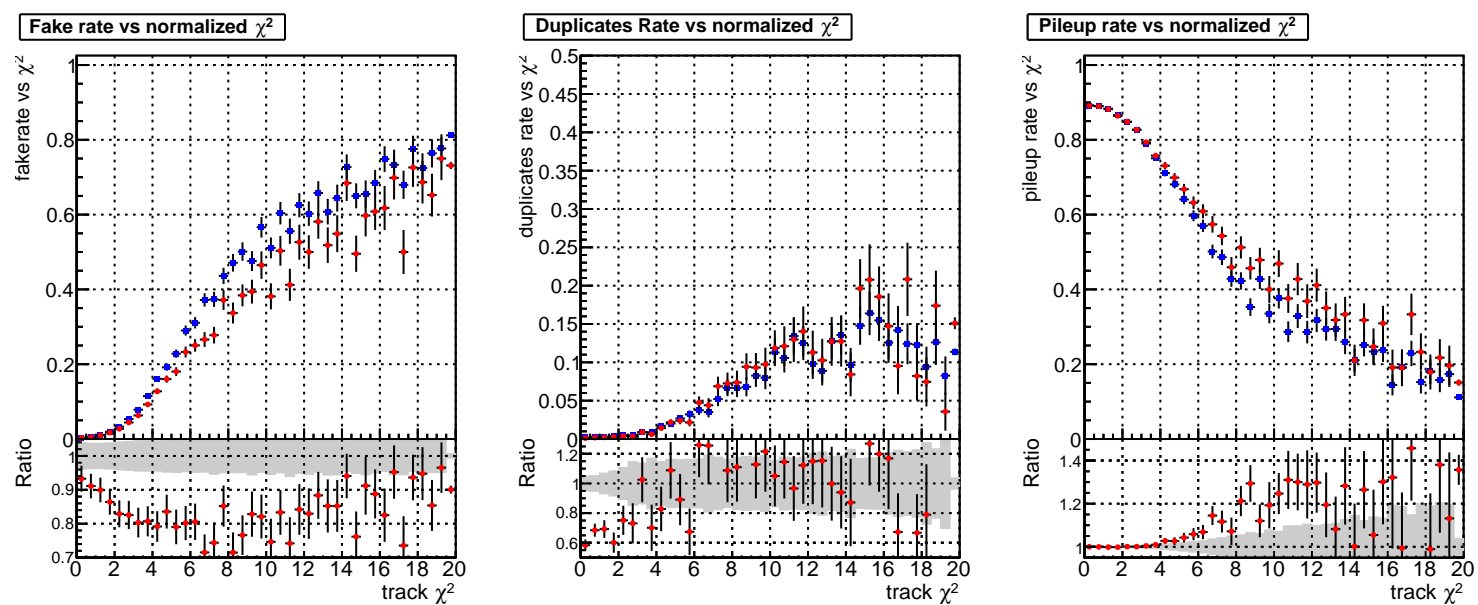 Fake rate vs normalized χ²
fakerate vs χ²
1
0.8
0.6
0.4
0.2
0
Ratio
1
0.9
0.8
0.7
0 2 4 6 8 10 12 14 16 18 20
track χ²
Duplicates Rate vs normalized χ²
duplicates rate vs χ²
0.5
0.45
0.4
0.35
0.3
0.25
0.2
0.15
0.1
0.05
0
Ratio
1.2
1
0.8
0.6
0 2 4 6 8 10 12 14 16 18 20
track χ²
Pileup rate vs normalized χ²
pileup rate vs χ²
1
0.8
0.6
0.4
0.2
0
Ratio
1.4
1.2
1
0 2 4 6 8 10 12 14 16 18 20
track χ²